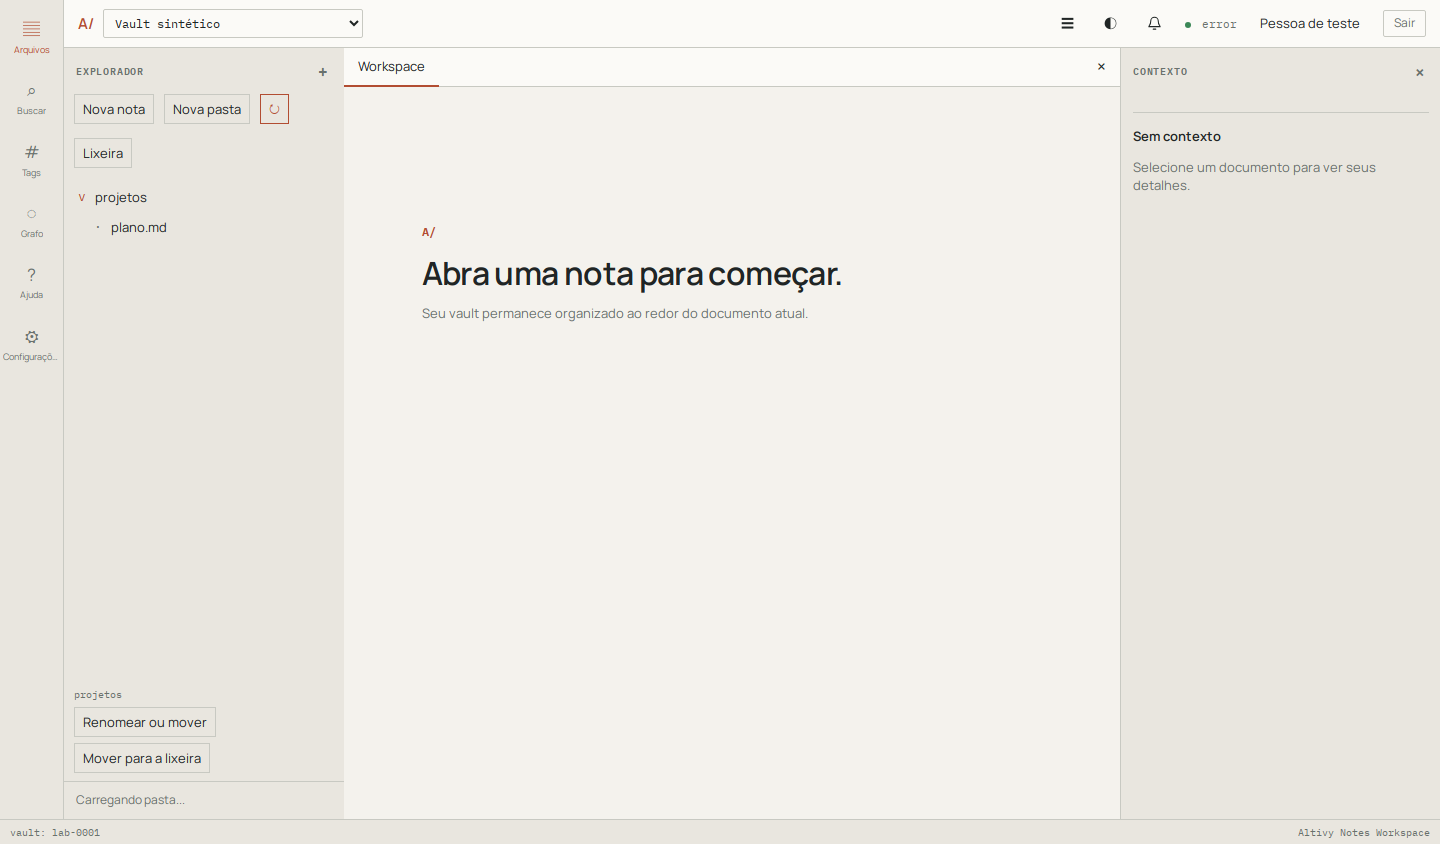 Arquivos
Buscar
#
Tags
Grafo
?
Ajuda
Configuraçõ…
A/
Vault sintético
error
Pessoa de teste
Sair
EXPLORADOR
+
Nova nota
Nova pasta
Lixeira
v projetos
· plano.md
projetos
Renomear ou mover
Mover para a lixeira
Carregando pasta...
Workspace
×
A/
Abra uma nota para começar.
Seu vault permanece organizado ao redor do documento atual.
CONTEXTO
×
Sem contexto
Selecione um documento para ver seus
detalhes.
vault: lab-0001
Altivy Notes Workspace